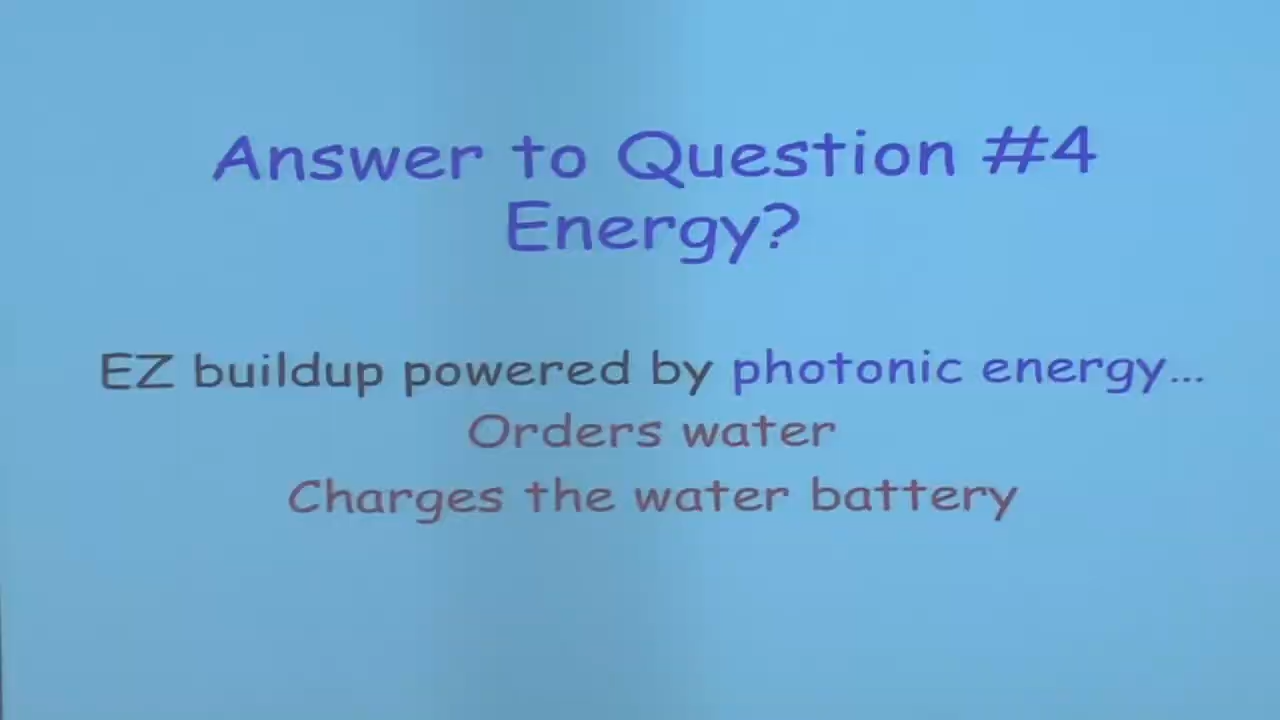 Answer to Question #4
Energy?
EZ buildup powered by photonic energy...
Orders water
Charges the water battery